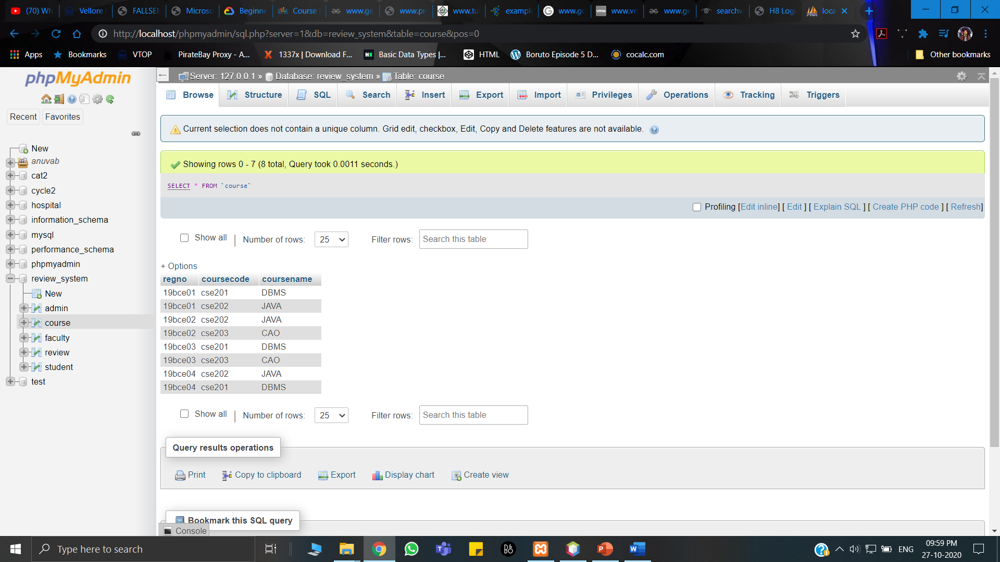 (70) Wh Vellore FALLSEM Microso Beginne Course www.ge www.pr www.tu exampl www.go www.vm www.ge searchv H8 Logi loca
http://localhost/phpmyadmin/sql.php?server=1&db=review_system&table=course&pos=0
Apps Bookmarks VTOP PirateBay Proxy - A... 1337x | Download F... Basic Data Types |... HTML Boruto Episode 5 D... cocalc.com Other bookmarks
phpMyAdmin
Recent Favorites
New
anuvab
cat2
cycle2
hospital
information_schema
mysql
performance_schema
phpmyadmin
review_system
New
admin
course
faculty
review
student
test
Server: 127.0.0.1 » Database: review_system » Table: course
Browse Structure SQL Search Insert Export Import Privileges Operations Tracking Triggers
Current selection does not contain a unique column. Grid edit, checkbox, Edit, Copy and Delete features are not available.
Showing rows 0 - 7 (8 total, Query took 0.0011 seconds.)
SELECT * FROM `course`
Profiling [Edit inline] [ Edit ] [ Explain SQL ] [ Create PHP code ] [ Refresh]
Show all | Number of rows: 25 Filter rows: Search this table
+ Options
regno coursecode coursename
19bce01 cse201 DBMS
19bce01 cse202 JAVA
19bce02 cse202 JAVA
19bce02 cse203 CAO
19bce03 cse201 DBMS
19bce03 cse203 CAO
19bce04 cse202 JAVA
19bce04 cse201 DBMS
Show all | Number of rows: 25 Filter rows: Search this table
Query results operations
Print Copy to clipboard Export Display chart Create view
Bookmark this SQL query
Console
Type here to search
ENG
09:59 PM
27-10-2020